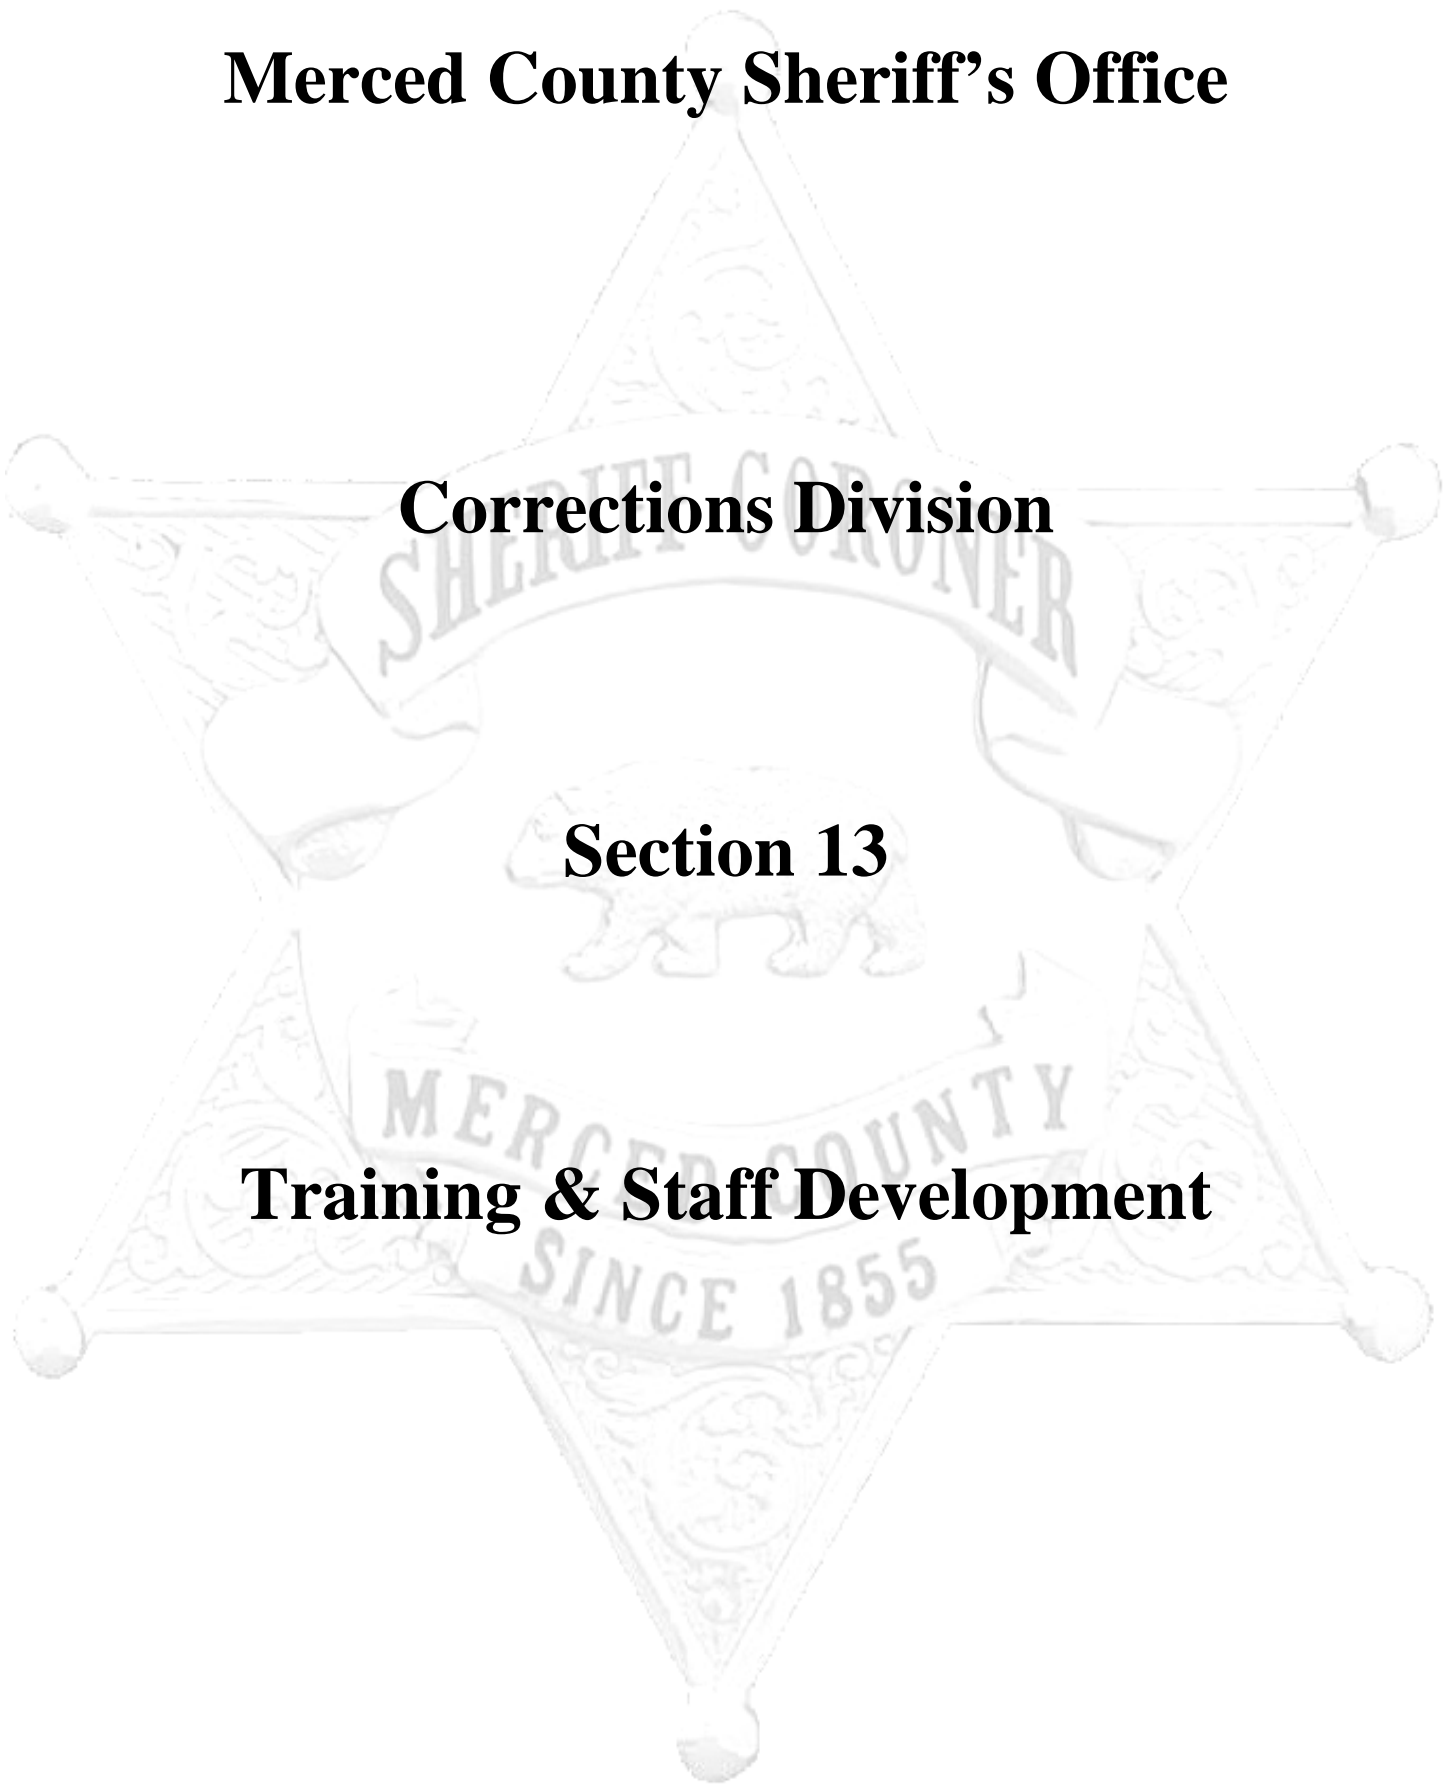 Merced County Sheriff’s Office
SHERIFF CORONER
Corrections Division
Section 13
MERCED COUNTY
Training & Staff Development
SINCE 1855